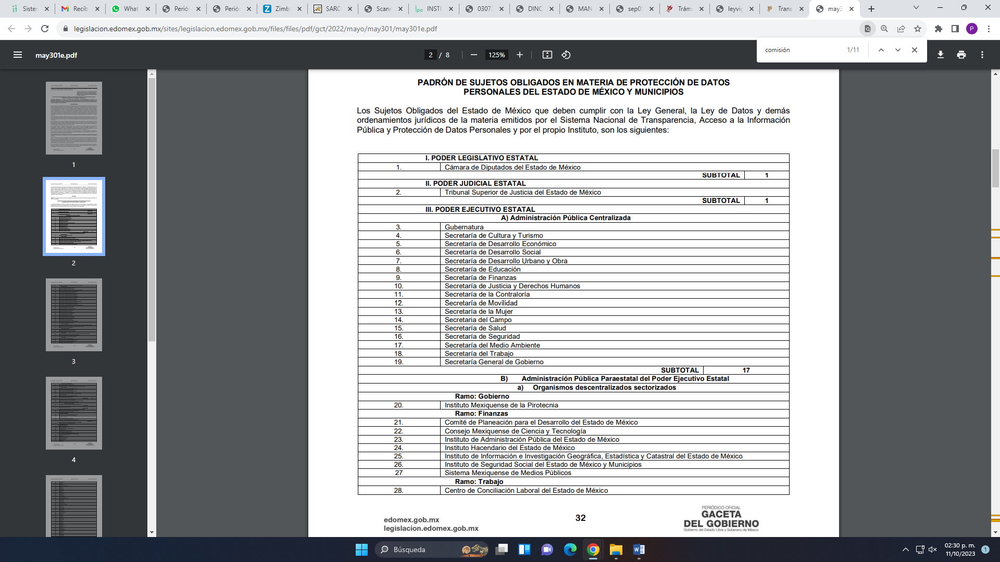 Sister
Recib
What
Perió
Perió
Zimb
SARC
Scann
INSTI
0307
DINO
MAN
sep05
Trámi
leyvig
Trans
may3
legislacion.edomex.gob.mx/sites/legislacion.edomex.gob.mx/files/files/pdf/gct/2022/mayo/may301/may301e.pdf
P
may301e.pdf
2 / 8
125%
comisión
1/11
1
2
3
4
PADRÓN DE SUJETOS OBLIGADOS EN MATERIA DE PROTECCIÓN DE DATOS
PERSONALES DEL ESTADO DE MÉXICO Y MUNICIPIOS
Los Sujetos Obligados del Estado de México que deben cumplir con la Ley General, la Ley de Datos y demás
ordenamientos jurídicos de la materia emitidos por el Sistema Nacional de Transparencia, Acceso a la Información
Pública y Protección de Datos Personales y por el propio Instituto, son los siguientes:
I. PODER LEGISLATIVO ESTATAL
1. Cámara de Diputados del Estado de México
SUBTOTAL 1
II. PODER JUDICIAL ESTATAL
2. Tribunal Superior de Justicia del Estado de México
SUBTOTAL 1
III. PODER EJECUTIVO ESTATAL
A) Administración Pública Centralizada
3. Gubernatura
4. Secretaría de Cultura y Turismo
5. Secretaría de Desarrollo Económico
6. Secretaría de Desarrollo Social
7. Secretaría de Desarrollo Urbano y Obra
8. Secretaría de Educación
9. Secretaría de Finanzas
10. Secretaría de Justicia y Derechos Humanos
11. Secretaría de la Contraloría
12. Secretaría de Movilidad
13. Secretaría de la Mujer
14. Secretaria del Campo
15. Secretaría de Salud
16. Secretaría de Seguridad
17. Secretaría del Medio Ambiente
18. Secretaría del Trabajo
19. Secretaría General de Gobierno
SUBTOTAL 17
B) Administración Pública Paraestatal del Poder Ejecutivo Estatal
a) Organismos descentralizados sectorizados
Ramo: Gobierno
20. Instituto Mexiquense de la Pirotecnia
Ramo: Finanzas
21. Comité de Planeación para el Desarrollo del Estado de México
22. Consejo Mexiquense de Ciencia y Tecnología
23. Instituto de Administración Pública del Estado de México
24. Instituto Hacendario del Estado de México
25. Instituto de Información e Investigación Geográfica, Estadística y Catastral del Estado de México
26. Instituto de Seguridad Social del Estado de México y Municipios
27 Sistema Mexiquense de Medios Públicos
Ramo: Trabajo
28. Centro de Conciliación Laboral del Estado de México
edomex.gob.mx
legislacion.edomex.gob.mx
32
PERIÓDICO OFICIAL
GACETA
DEL GOBIERNO
Gobierno del Estado Libre y Soberano de México
Búsqueda
02:30 p. m.
11/10/2023
1